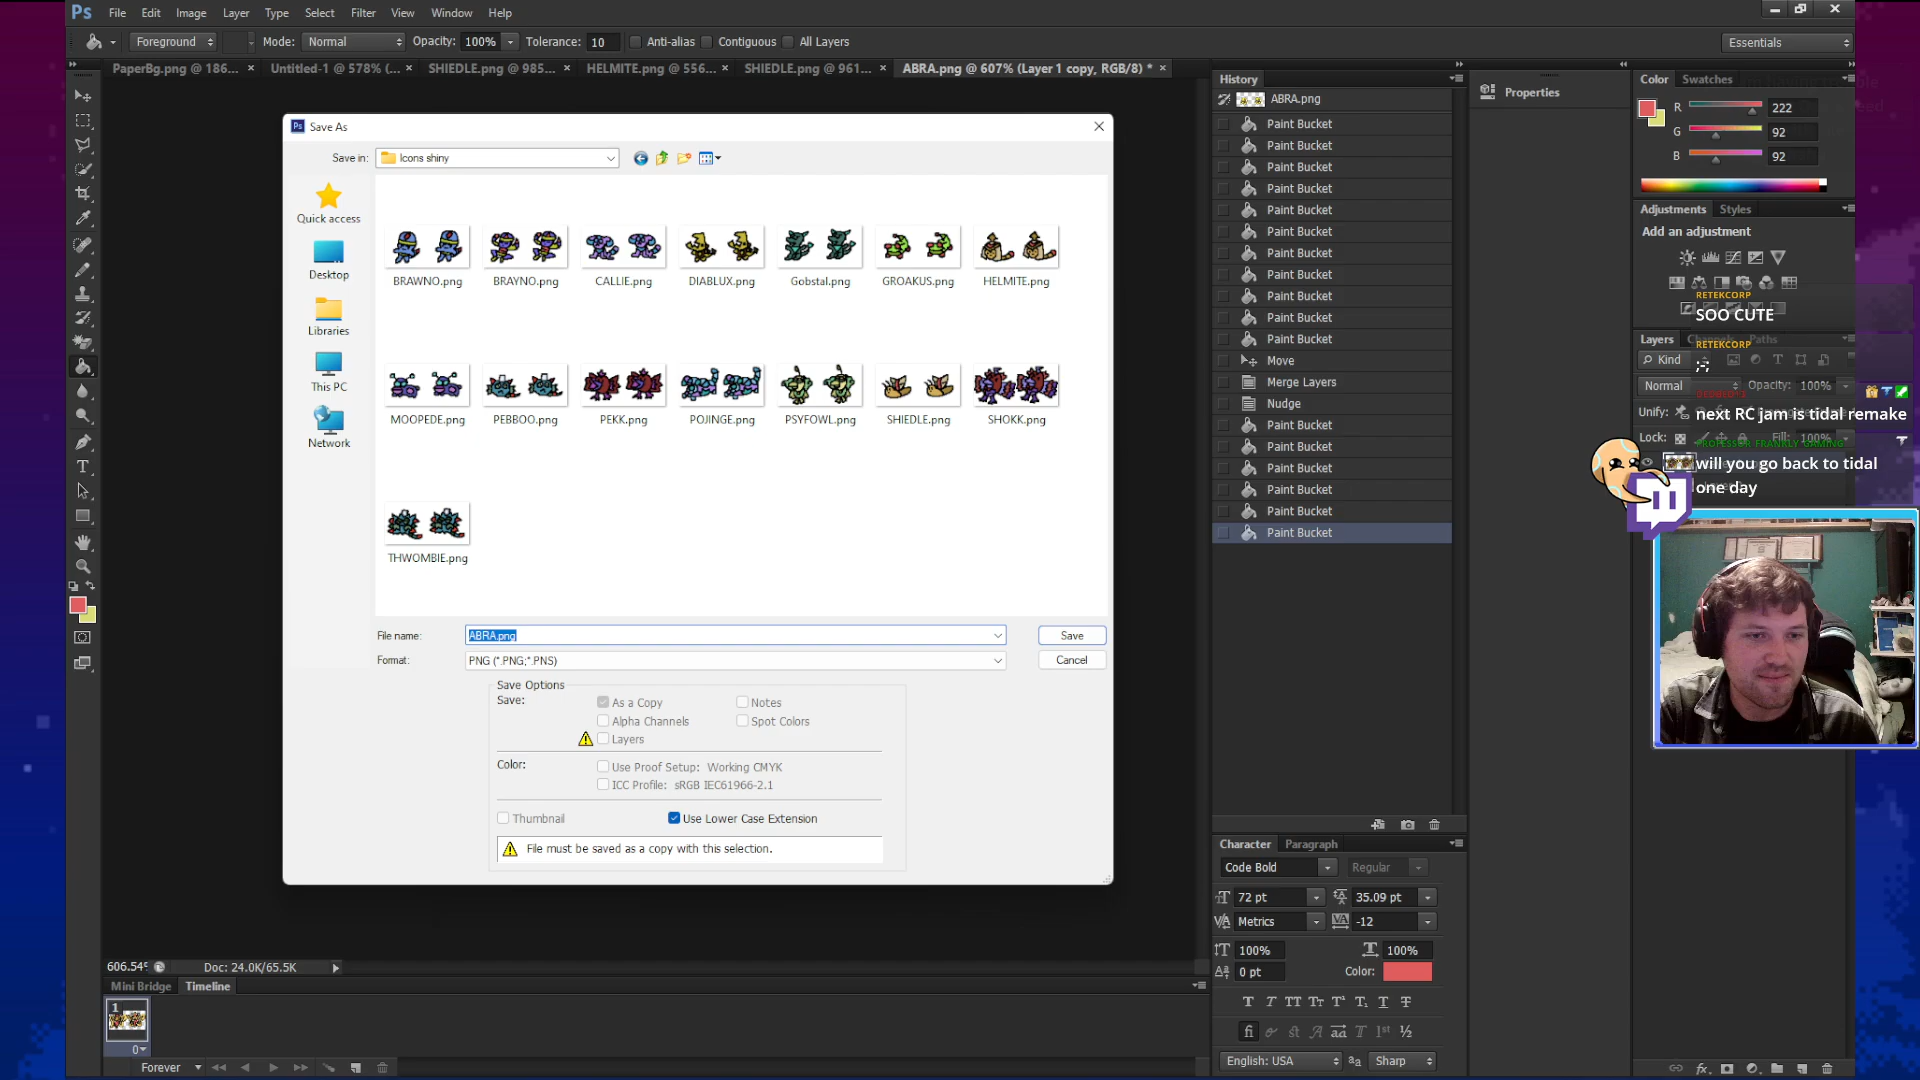 Ps File Edit Image Layer Type Select Filter View Window Help
Foreground Mode: Normal Opacity: 100% Tolerance: 10 Anti-alias Contiguous All Layers Essentials
PaperBg.png @ 186... × Untitled-1 @ 578% (... × SHIEDLE.png @ 985... × HELMITE.png @ 556... × SHIEDLE.png @ 961... × ABRA.png @ 607% (Layer 1 copy, RGB/8) * ×
Ps Save As
Save in: Icons shiny
Quick access
Desktop
Libraries
This PC
Network
BRAWNO.png BRAYNO.png CALLIE.png DIABLUX.png Gobstal.png GROAKUS.png HELMITE.png
MOOPEDE.png PEBBOO.png PEKK.png POJINGE.png PSYFOWL.png SHIEDLE.png SHOKK.png
THWOMBIE.png
File name: ABRA.png Save
Format: PNG (*.PNG;*.PNS) Cancel
Save Options
Save: As a Copy Notes
Alpha Channels Spot Colors
Layers
Color: Use Proof Setup: Working CMYK
ICC Profile: sRGB IEC61966-2.1
Thumbnail Use Lower Case Extension
File must be saved as a copy with this selection.
History
ABRA.png
Paint Bucket
Paint Bucket
Paint Bucket
Paint Bucket
Paint Bucket
Paint Bucket
Paint Bucket
Paint Bucket
Paint Bucket
Paint Bucket
Paint Bucket
Move
Merge Layers
Nudge
Paint Bucket
Paint Bucket
Paint Bucket
Paint Bucket
Paint Bucket
Paint Bucket
Properties
Color Swatches
R 222
G 92
B 92
Adjustments Styles
Add an adjustment
RETEKCORP
SOO CUTE
Layers Paths
RETEKCORP
Kind
;-;
Normal Opacity: 100%
Unify:
next RC jam is tidal remake
Lock: Fill: 100%
PROFESSOR FRANKLY GAMING
will you go back to tidal
one day
Character Paragraph
Code Bold Regular
72 pt 35.09 pt
Metrics -12
100% 100%
0 pt Color:
English: USA aa Sharp
Doc: 24.0K/65.5K
Mini Bridge Timeline
1
0
Forever